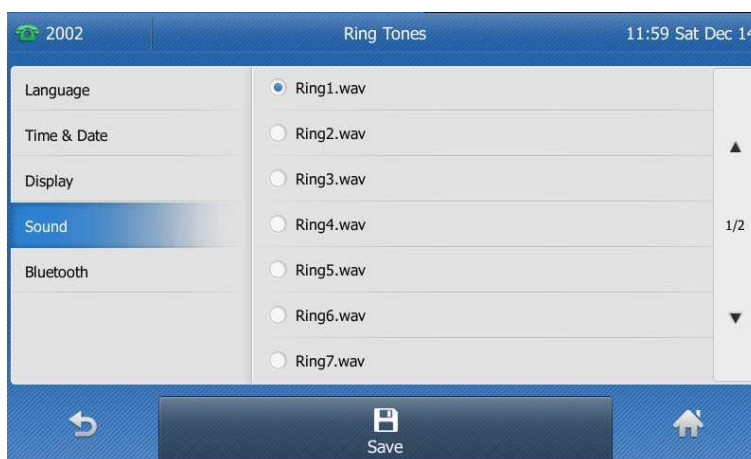 2002 Ring Tones 11:59 Sat Dec 14
Language
Time & Date
Display
Sound
Bluetooth
Ring1.wav
Ring2.wav
Ring3.wav
Ring4.wav
Ring5.wav
Ring6.wav
Ring7.wav
1/2
Save